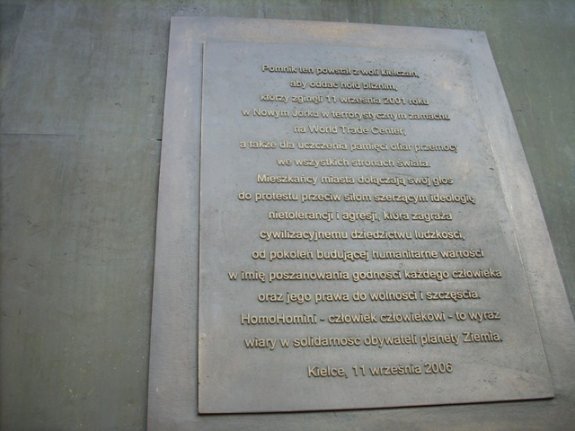 Pomnik ten powstał z woli kielczan,
aby oddać hołd bliźnim,
którzy zginęli 11 września 2001 roku
w Nowym Jorku w terrorystycznym zamachu
na World Trade Center,
a także dla uczczenia pamięci ofiar przemocy
we wszystkich stronach świata.
Mieszkańcy miasta dołączają swój głos
do protestu przeciw siłom szerzącym ideologię
nietolerancji i agresji, która zagraża
cywilizacyjnemu dziedzictwu ludzkości,
od pokoleń budującej humanitarne wartości
w imię poszanowania godności każdego człowieka
oraz jego prawa do wolności i szczęścia.
HomoHomini - człowiek człowiekowi - to wyraz
wiary w solidarność obywateli planety Ziemia.
Kielce, 11 września 2006